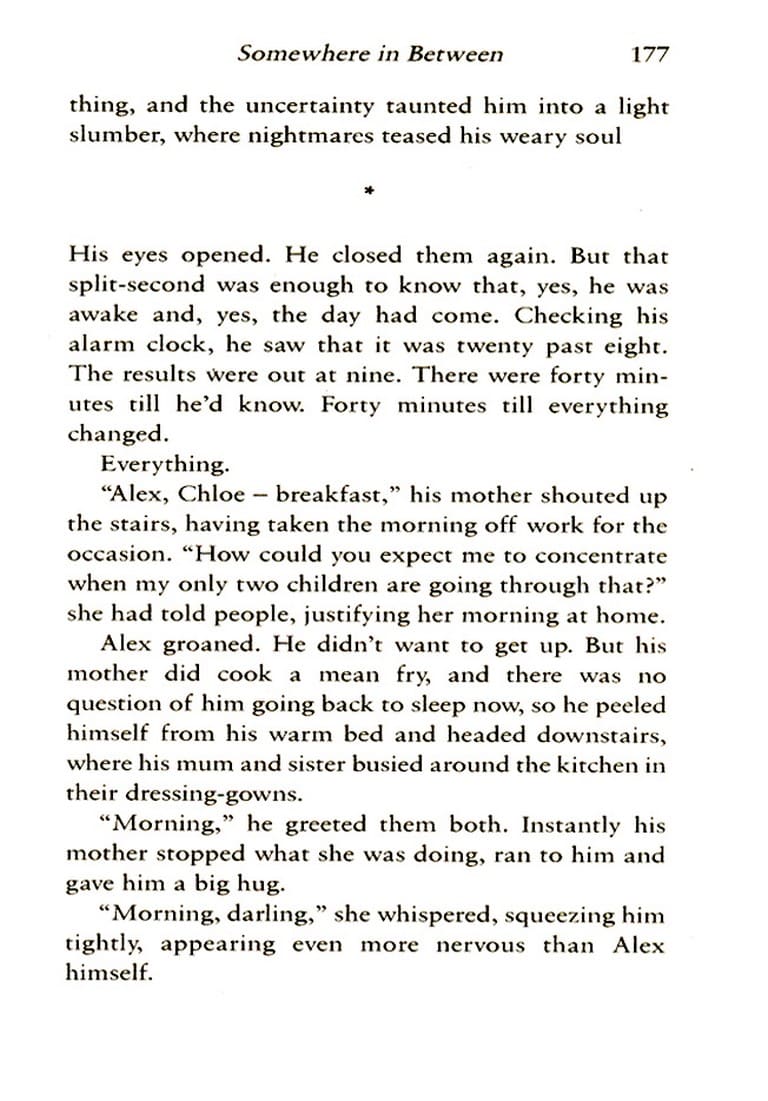 Somewhere in Between 177
thing, and the uncertainty taunted him into a light
slumber, where nightmares teased his weary soul
*
His eyes opened. He closed them again. But that
split-second was enough to know that, yes, he was
awake and, yes, the day had come. Checking his
alarm clock, he saw that it was twenty past eight.
The results were out at nine. There were forty min-
utes till he’d know. Forty minutes till everything
changed.
Everything.
“Alex, Chloe – breakfast,” his mother shouted up
the stairs, having taken the morning off work for the
occasion. “How could you expect me to concentrate
when my only two children are going through that?”
she had told people, justifying her morning at home.
Alex groaned. He didn’t want to get up. But his
mother did cook a mean fry, and there was no
question of him going back to sleep now, so he peeled
himself from his warm bed and headed downstairs,
where his mum and sister busied around the kitchen in
their dressing-gowns.
“Morning,” he greeted them both. Instantly his
mother stopped what she was doing, ran to him and
gave him a big hug.
“Morning, darling,” she whispered, squeezing him
tightly, appearing even more nervous than Alex
himself.